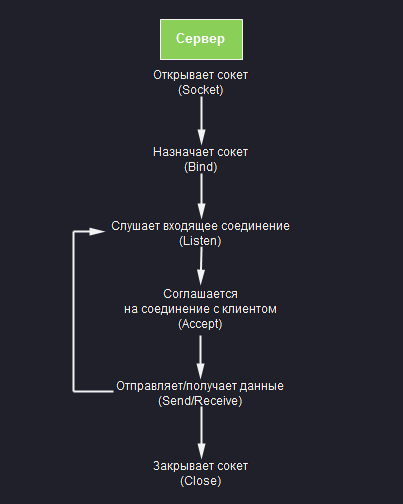 Сервер
Открывает сокет
(Socket)
Назначает сокет
(Bind)
Слушает входящее соединение
(Listen)
Соглашается
на соединение с клиентом
(Accept)
Отправляет/получает данные
(Send/Receive)
Закрывает сокет
(Close)